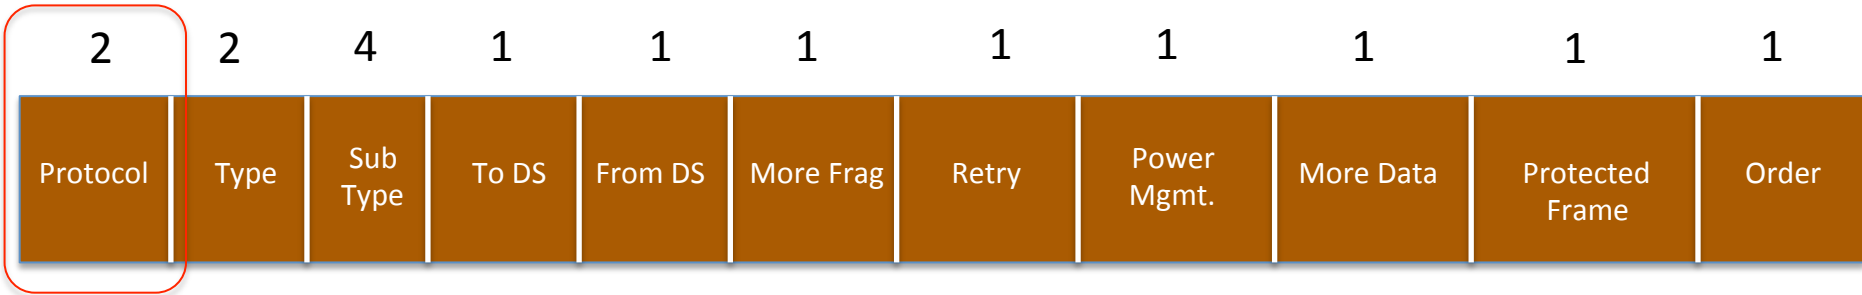 2 2 4 1 1 1 1 1 1 1 1
Protocol
Type
Sub
Type
To DS
From DS
More Frag
Retry
Power
Mgmt.
More Data
Protected
Frame
Order